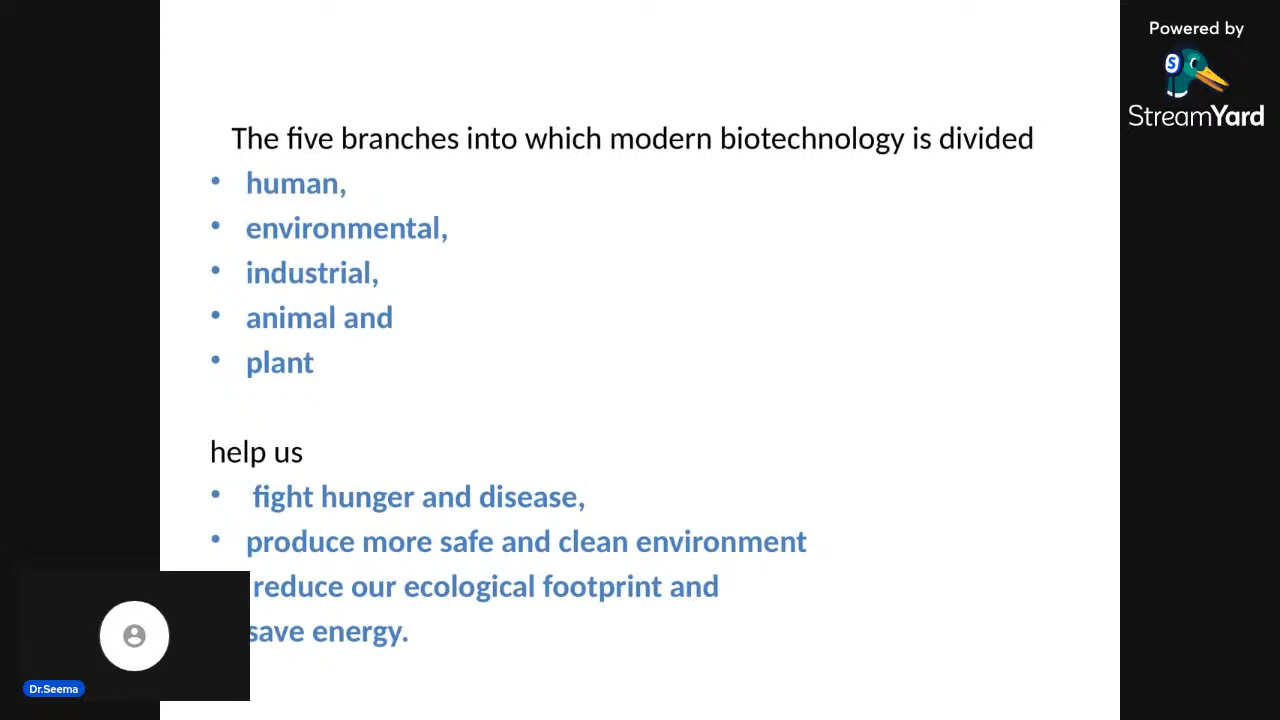 Powered by
S
StreamYard
The five branches into which modern biotechnology is divided
• human,
• environmental,
• industrial,
• animal and
• plant
help us
• fight hunger and disease,
• produce more safe and clean environment
reduce our ecological footprint and
save energy.
Dr.Seema